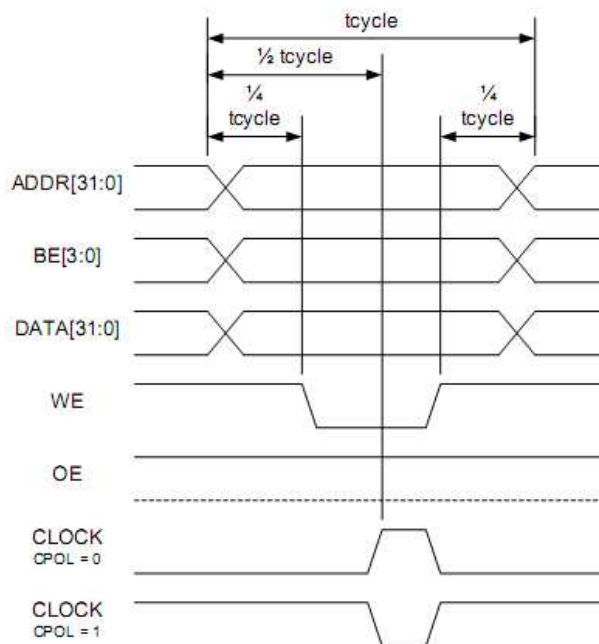 tcycle
½ tcycle
¼
tcycle
¼
tcycle
ADDR[31:0]
BE[3:0]
DATA[31:0]
WE
OE
CLOCK
CPOL = 0
CLOCK
CPOL = 1